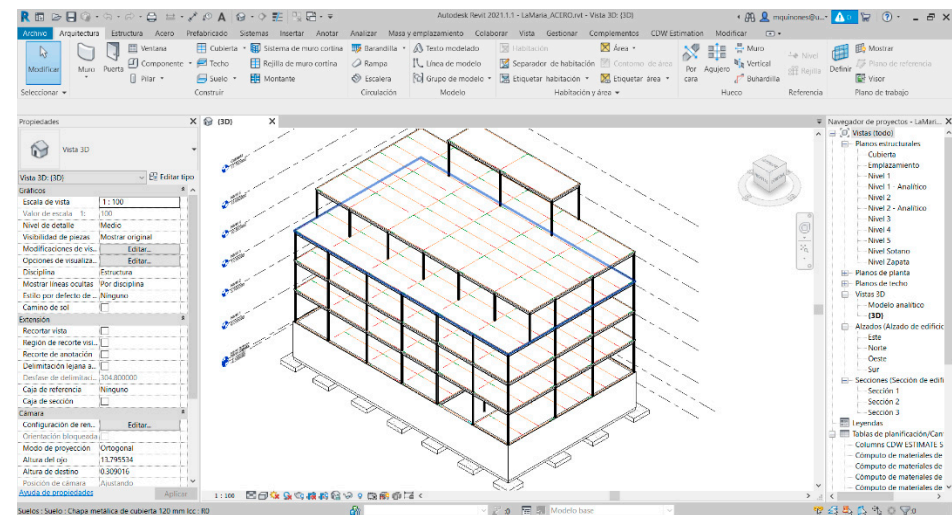 Autodesk Revit 2021.1.1 - LaMaria_ACERO.rvt - Vista 3D: {3D}
mquinones@u...
Archivo Arquitectura Estructura Acero Prefabricado Sistemas Insertar Anotar Analizar Masa y emplazamiento Colaborar Vista Gestionar Complementos CDW Estimation Modificar
Modificar
Muro
Puerta
Ventana
Componente
Pilar
Cubierta
Techo
Suelo
Sistema de muro cortina
Rejilla de muro cortina
Montante
Barandilla
Rampa
Escalera
Texto modelado
Línea de modelo
Grupo de modelo
Habitación
Separador de habitación
Etiquetar habitación
Área
Contorno de área
Etiquetar área
Por cara
Agujero
Muro
Vertical
Buhardilla
Nivel
Rejilla
Definir
Mostrar
Plano de referencia
Visor
Seleccionar
Construir
Circulación
Modelo
Habitación y área
Hueco
Referencia
Plano de trabajo
Propiedades
Vista 3D
Vista 3D: {3D}
Editar tipo
Gráficos
Escala de vista 1 : 100
Valor de escala 1: 100
Nivel de detalle Medio
Visibilidad de piezas Mostrar original
Modificaciones de vis... Editar...
Opciones de visualiza... Editar...
Disciplina Estructura
Mostrar líneas ocultas Por disciplina
Estilo por defecto de ... Ninguno
Camino de sol
Extensión
Recortar vista
Región de recorte visi...
Recorte de anotación
Delimitación lejana a...
Desfase de delimitaci... 304.800000
Caja de referencia Ninguno
Caja de sección
Cámara
Configuración de ren... Editar...
Orientación bloqueada
Modo de proyección Ortogonal
Altura del ojo 13.795534
Altura de destino 0.309016
Posición de cámara Ajustando
Ayuda de propiedades
Aplicar
{3D}
1 : 100
Navegador de proyectos - LaMari...
Vistas (todo)
Planos estructurales
Cubierta
Emplazamiento
Nivel 1
Nivel 1 - Analítico
Nivel 2
Nivel 2 - Analítico
Nivel 3
Nivel 4
Nivel 5
Nivel Sotano
Nivel Zapata
Planos de planta
Planos de techo
Vistas 3D
Modelo analítico
{3D}
Alzados (Alzado de edific
Este
Norte
Oeste
Sur
Secciones (Sección de edifi
Sección 1
Sección 2
Sección 3
Leyendas
Tablas de planificación/Can
Columns CDW ESTIMATE S
Cómputo de materiales de
Cómputo de materiales de
Cómputo de materiales de
Cómputo de materiales de
Suelos : Suelo : Chapa metálica de cubierta 120 mm lcc : R0
:0
Modelo base
:0